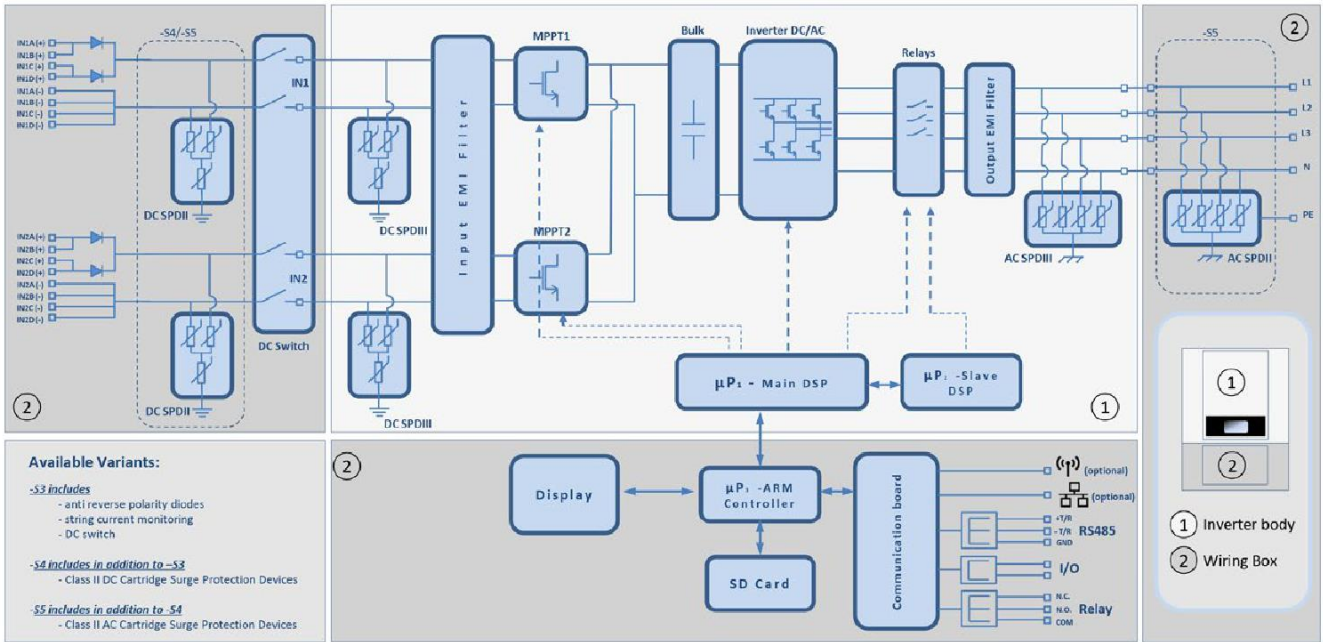 -S4/-S5
IN1A(+)
IN1B(+)
IN1C(+)
IN1D(+)
IN1A(-)
IN1B(-)
IN1C(-)
IN1D(-)
IN1
DC SPDII
IN2A(+)
IN2B(+)
IN2C(+)
IN2D(+)
IN2A(-)
IN2B(-)
IN2C(-)
IN2D(-)
IN2
DC Switch
DC SPDII
2
DC SPDIII
DC SPDIII
Input EMI Filter
MPPT1
MPPT2
Bulk
Inverter DC/AC
Relays
Output EMI Filter
AC SPDIII
µP₁ - Main DSP
µP₁ -Slave
DSP
1
-S5
2
L1
L2
L3
N
PE
AC SPDII
1
2
1 Inverter body
2 Wiring Box
Available Variants:
-S3 includes
- anti reverse polarity diodes
- string current monitoring
- DC switch
-S4 includes in addition to –S3
- Class II DC Cartridge Surge Protection Devices
-S5 includes in addition to -S4
- Class II AC Cartridge Surge Protection Devices
2
Display
µP₁ -ARM
Controller
SD Card
Communication board
(optional)
(optional)
+T/R
-T/R RS485
GND
I/O
N.C.
N.O. Relay
COM